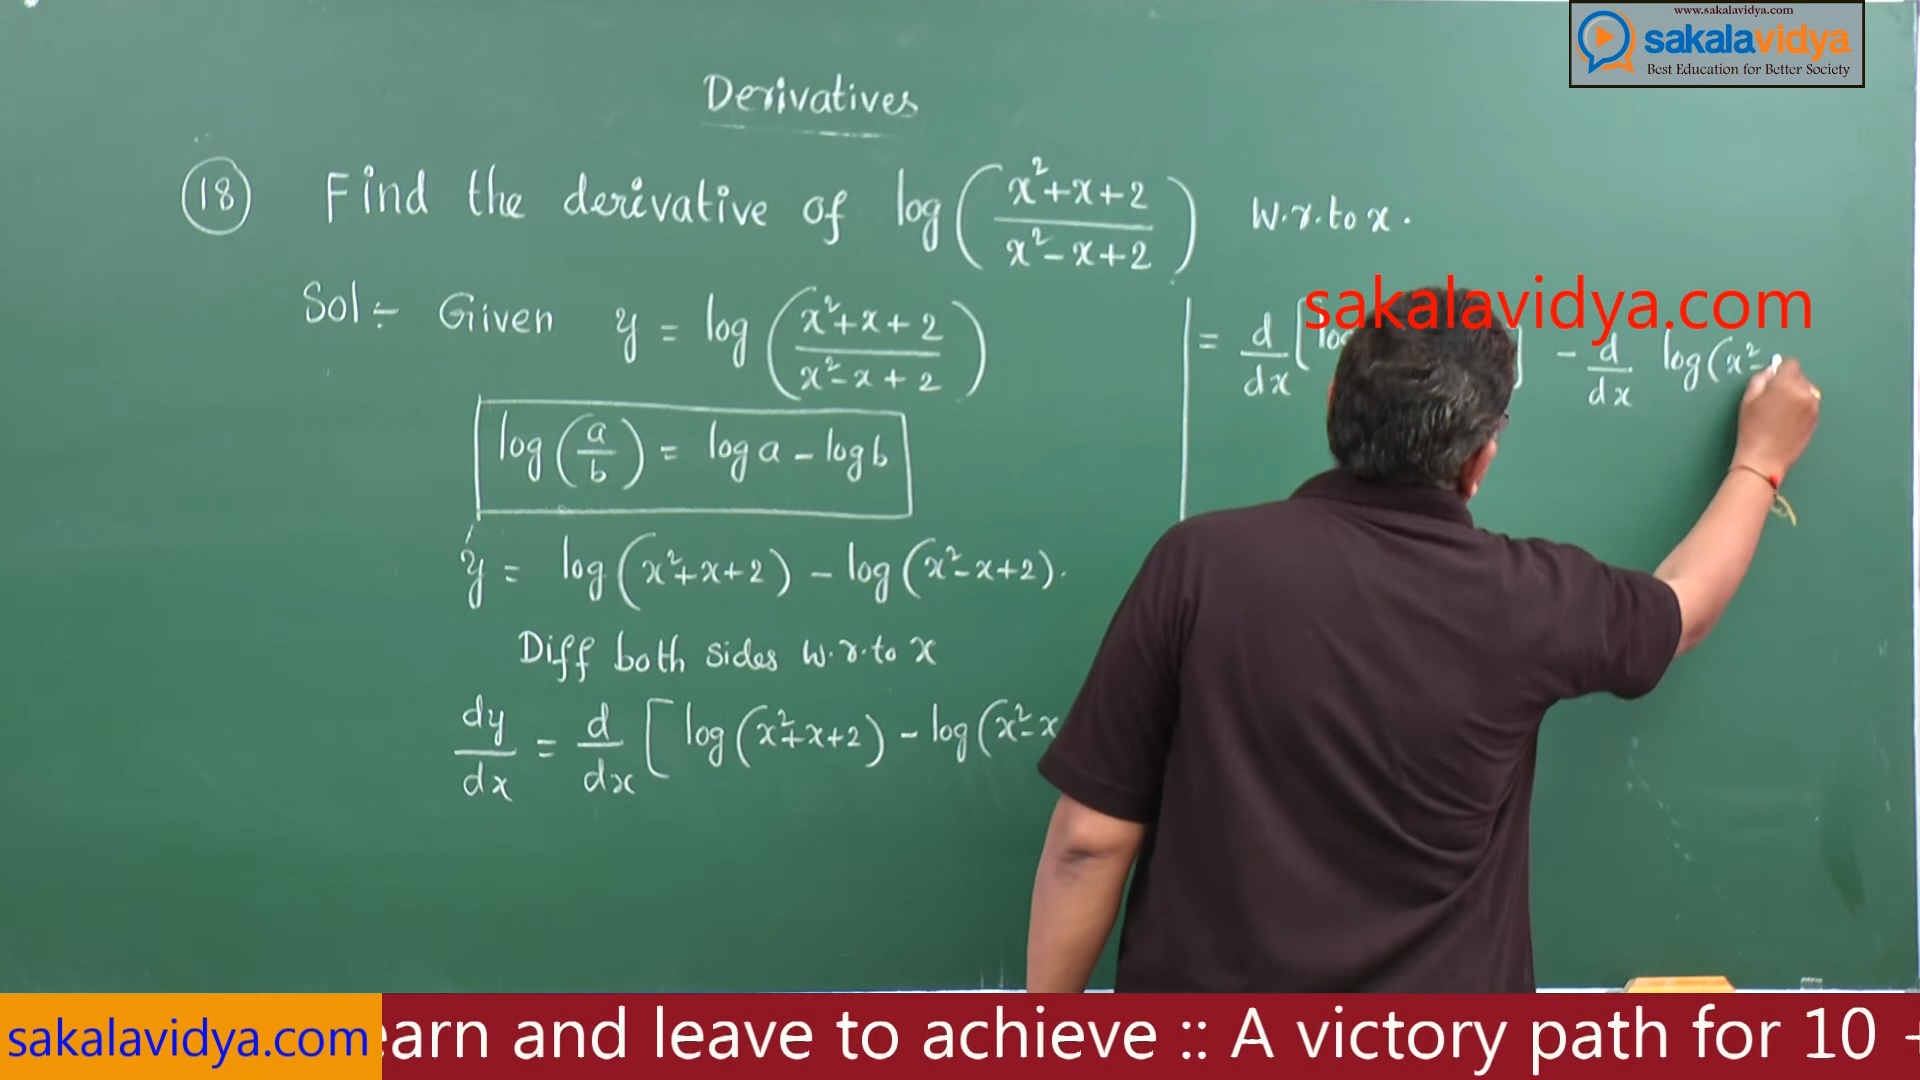 www.sakalavidya.com
sakalavidya
Best Education for Better Society
Derivatives
18 Find the derivative of log((x²+x+2)/(x²-x+2)) w.r.to x.
Sol:- Given y = log((x²+x+2)/(x²-x+2))
log(a/b) = log a - log b
y = log(x²+x+2) - log(x²-x+2).
Diff both sides w.r.to x
dy/dx = d/dx [log(x²+x+2) - log(x²-x
= d/dx [log ] - d/dx log(x²-
sakalavidya.com
sakalavidya.com
earn and leave to achieve :: A victory path for 10